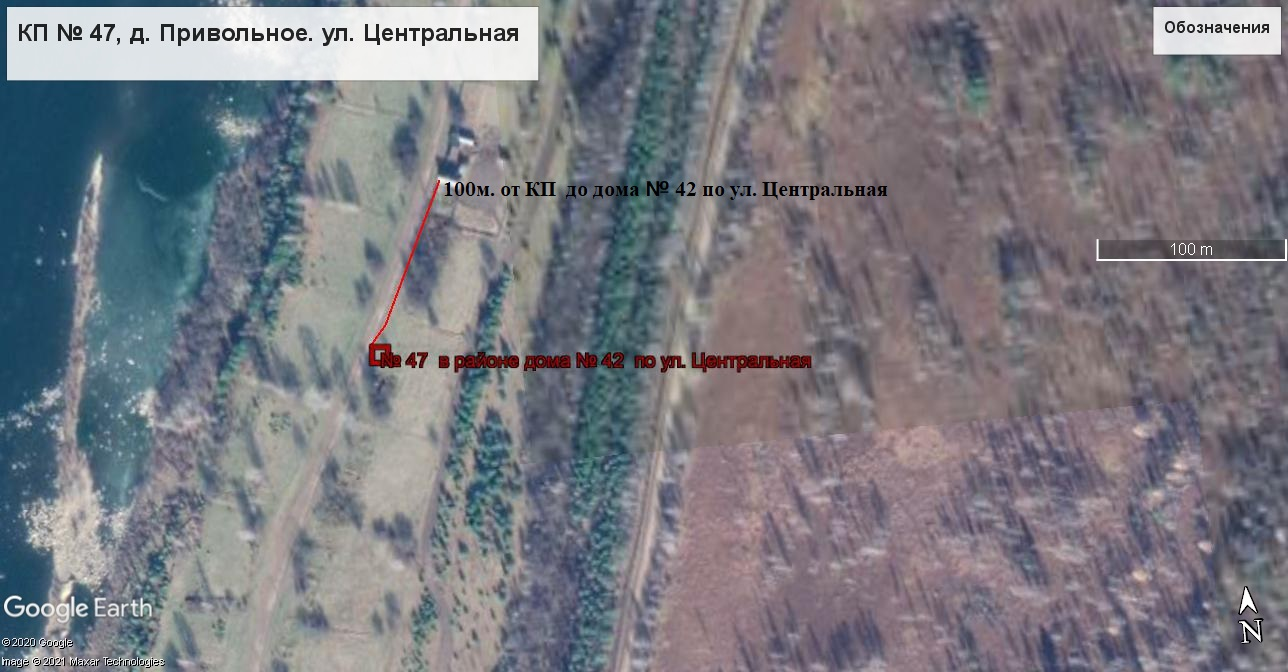 КП № 47, д. Привольное. ул. Центральная
Обозначения
100м. от КП до дома № 42 по ул. Центральная
100 m
№ 47 в районе дома № 42 по ул. Центральная
Google Earth
N
© 2020 Google
Image © 2021 Maxar Technologies